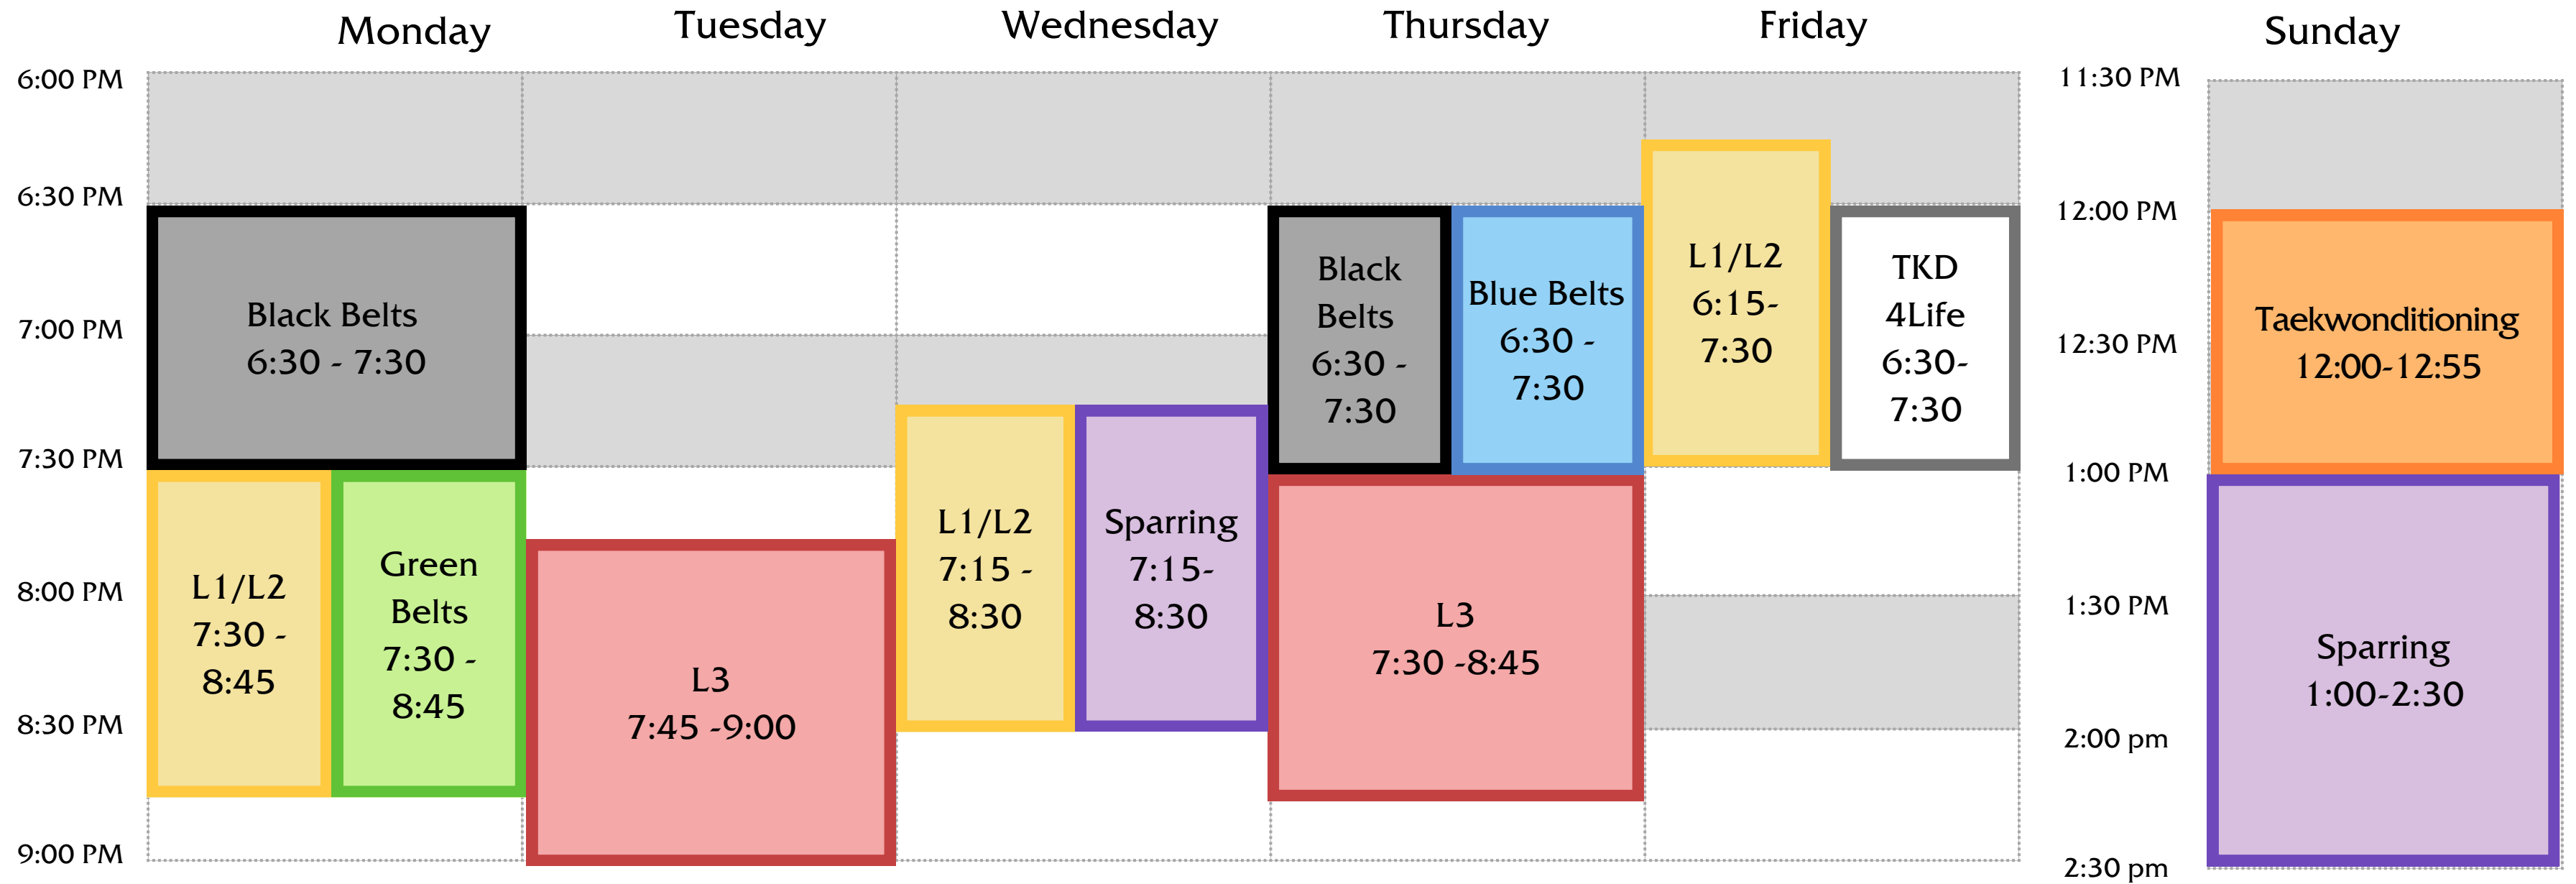 Monday
Tuesday
Wednesday
Thursday
Friday
Sunday
6:00 PM
6:30 PM
7:00 PM
7:30 PM
8:00 PM
8:30 PM
9:00 PM
Black Belts
6:30 - 7:30
L1/L2
7:30 -
8:45
Green
Belts
7:30 -
8:45
L3
7:45 -9:00
L1/L2
7:15 -
8:30
Sparring
7:15-
8:30
Black
Belts
6:30 -
7:30
Blue Belts
6:30 -
7:30
L3
7:30 -8:45
L1/L2
6:15-
7:30
TKD
4Life
6:30-
7:30
11:30 PM
12:00 PM
12:30 PM
1:00 PM
1:30 PM
2:00 pm
2:30 pm
Taekwonditioning
12:00-12:55
Sparring
1:00-2:30